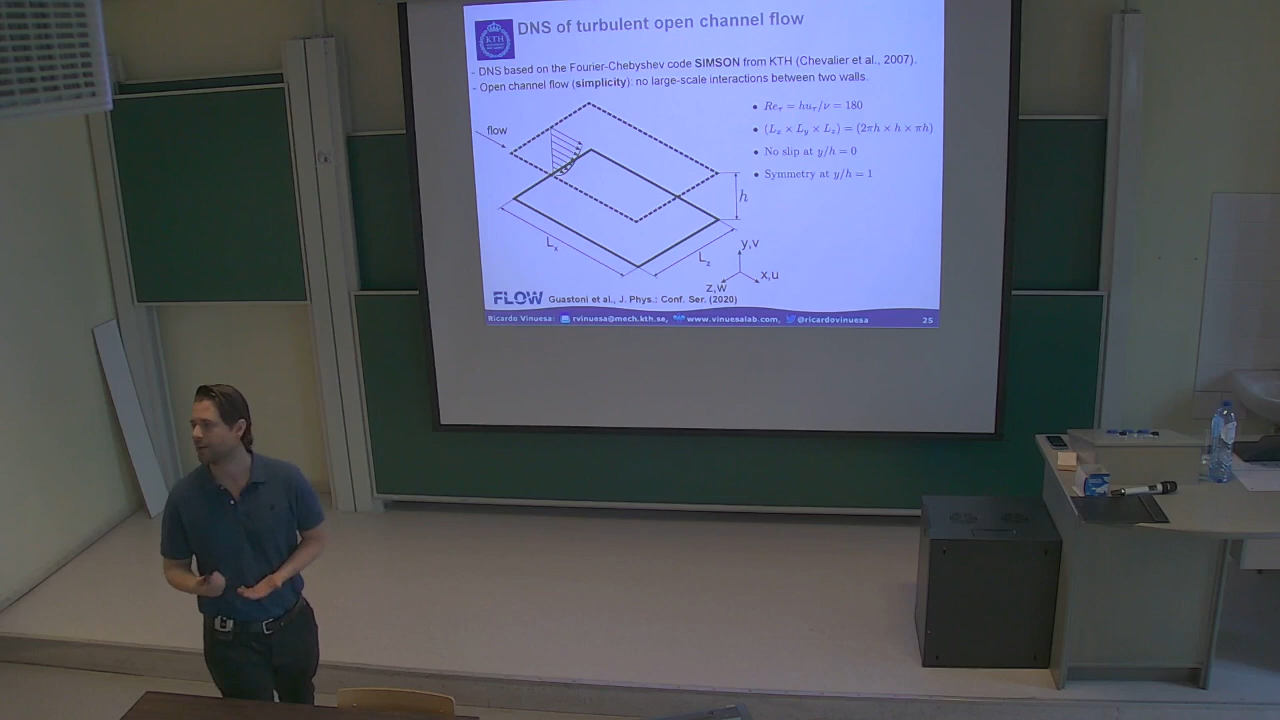 KTH
DNS of turbulent open channel flow
- DNS based on the Fourier-Chebyshev code SIMSON from KTH (Chevalier et al., 2007).
- Open channel flow (simplicity): no large-scale interactions between two walls.
flow
• Re_τ = hu_τ/ν = 180
• (L_x × L_y × L_z) = (2πh × h × πh)
• No slip at y/h = 0
• Symmetry at y/h = 1
h
L_x
L_z
y,v
x,u
z,w
FLOW Guastoni et al., J. Phys.: Conf. Ser. (2020)
Ricardo Vinuesa: rvinuesa@mech.kth.se, www.vinuesalab.com, @ricardovinuesa 25